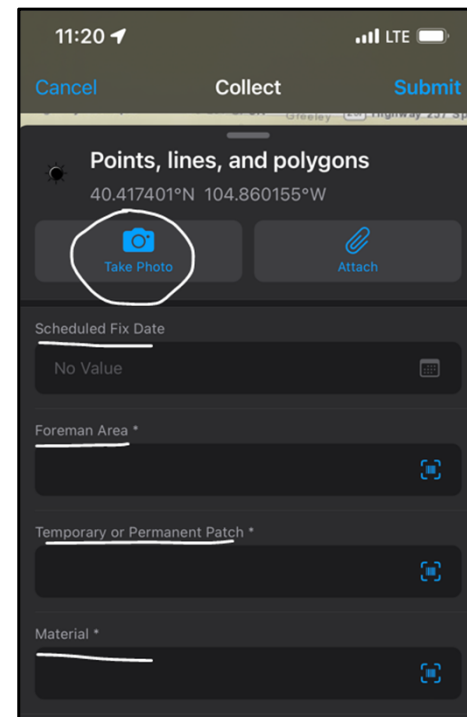 11:20 LTE
Cancel Collect Submit
Greeley Highway 257 Sp
Points, lines, and polygons
40.417401°N 104.860155°W
Take Photo Attach
Scheduled Fix Date
No Value
Foreman Area *
Temporary or Permanent Patch *
Material *